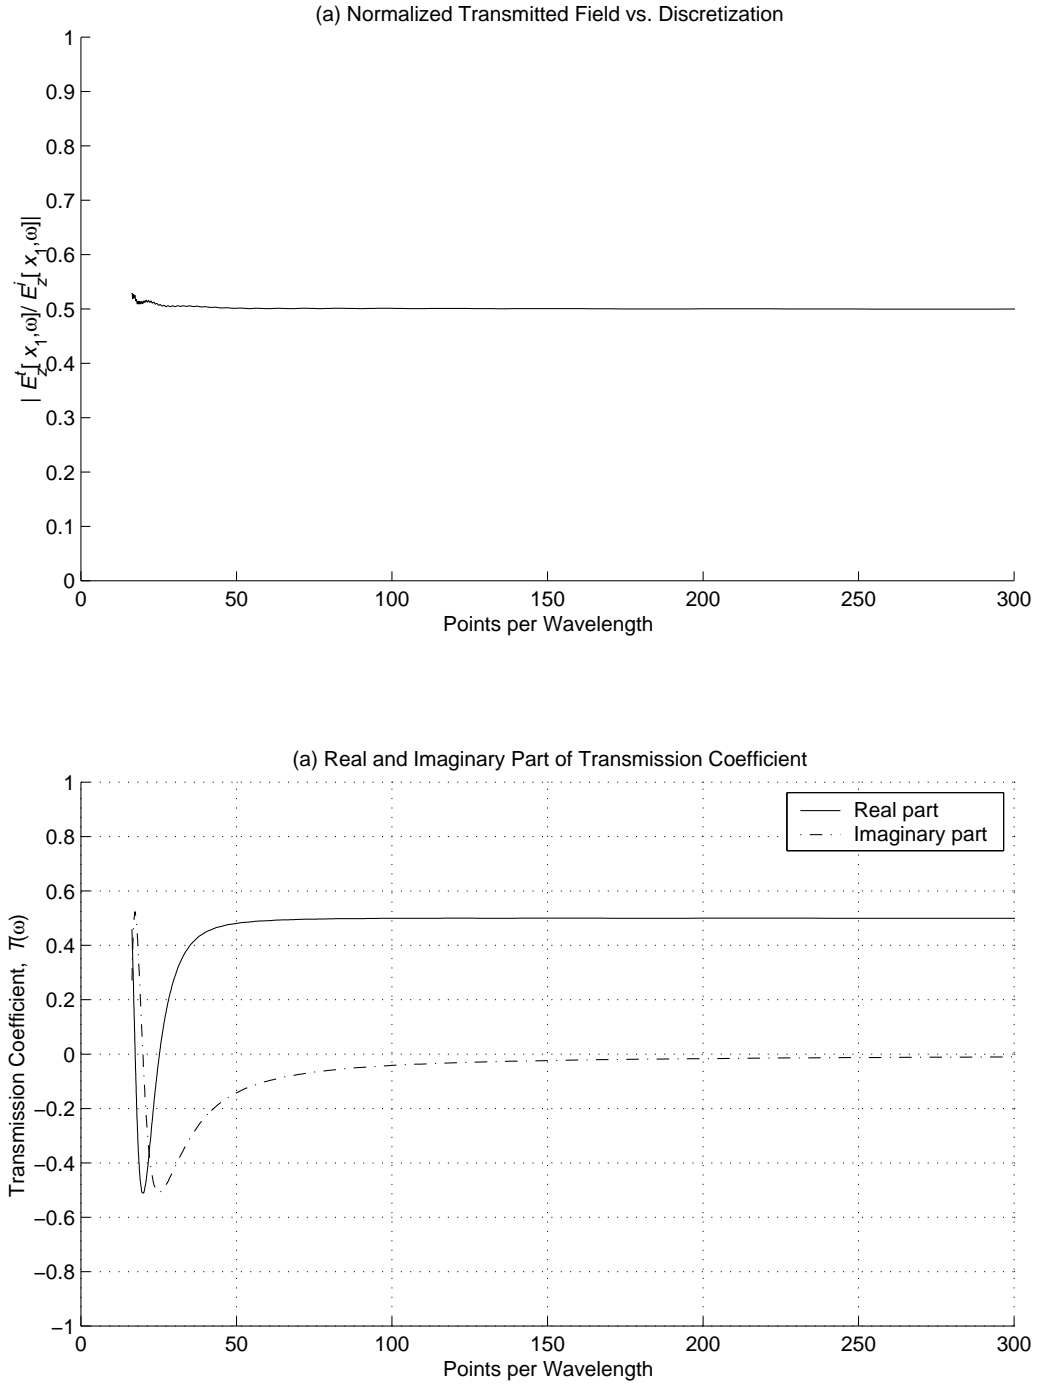 (a) Normalized Transmitted Field vs. Discretization
1
0.9
0.8
0.7
0.6
0.5
0.4
0.3
0.2
0.1
0
| E_z^t[ x_1,ω]/ E_z^i[ x_1,ω]|
0 50 100 150 200 250 300
Points per Wavelength
(a) Real and Imaginary Part of Transmission Coefficient
1
0.8
0.6
0.4
0.2
0
−0.2
−0.4
−0.6
−0.8
−1
Transmission Coefficient, T(ω)
Real part
Imaginary part
0 50 100 150 200 250 300
Points per Wavelength